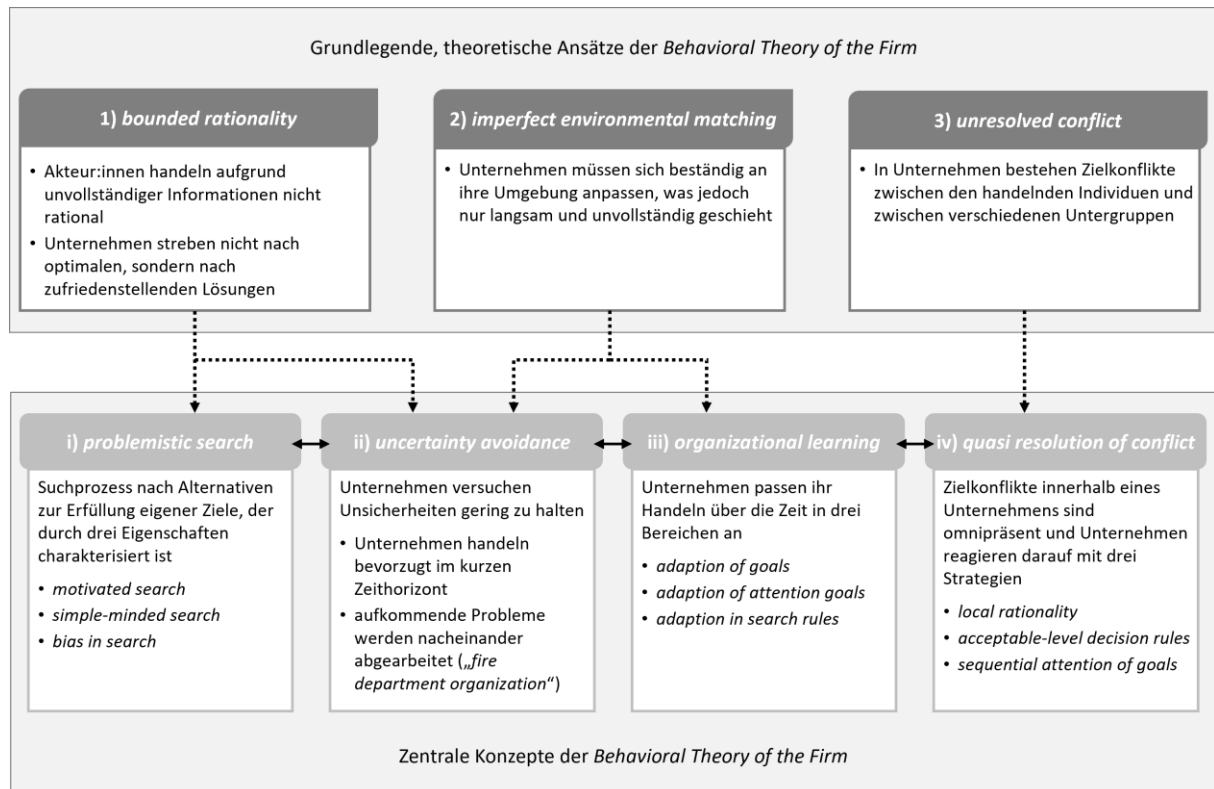 Grundlegende, theoretische Ansätze der Behavioral Theory of the Firm
1) bounded rationality
• Akteur:innen handeln aufgrund
unvollständiger Informationen nicht
rational
• Unternehmen streben nicht nach
optimalen, sondern nach
zufriedenstellenden Lösungen
2) imperfect environmental matching
• Unternehmen müssen sich beständig an
ihre Umgebung anpassen, was jedoch
nur langsam und unvollständig geschieht
3) unresolved conflict
• In Unternehmen bestehen Zielkonflikte
zwischen den handelnden Individuen und
zwischen verschiedenen Untergruppen
i) problemistic search
Suchprozess nach Alternativen
zur Erfüllung eigener Ziele, der
durch drei Eigenschaften
charakterisiert ist
• motivated search
• simple-minded search
• bias in search
ii) uncertainty avoidance
Unternehmen versuchen
Unsicherheiten gering zu halten
• Unternehmen handeln
bevorzugt im kurzen
Zeithorizont
• aufkommende Probleme
werden nacheinander
abgearbeitet („fire
department organization“)
iii) organizational learning
Unternehmen passen ihr
Handeln über die Zeit in drei
Bereichen an
• adaption of goals
• adaption of attention goals
• adaption in search rules
iv) quasi resolution of conflict
Zielkonflikte innerhalb eines
Unternehmens sind
omnipräsent und Unternehmen
reagieren darauf mit drei
Strategien
• local rationality
• acceptable-level decision rules
• sequential attention of goals
Zentrale Konzepte der Behavioral Theory of the Firm